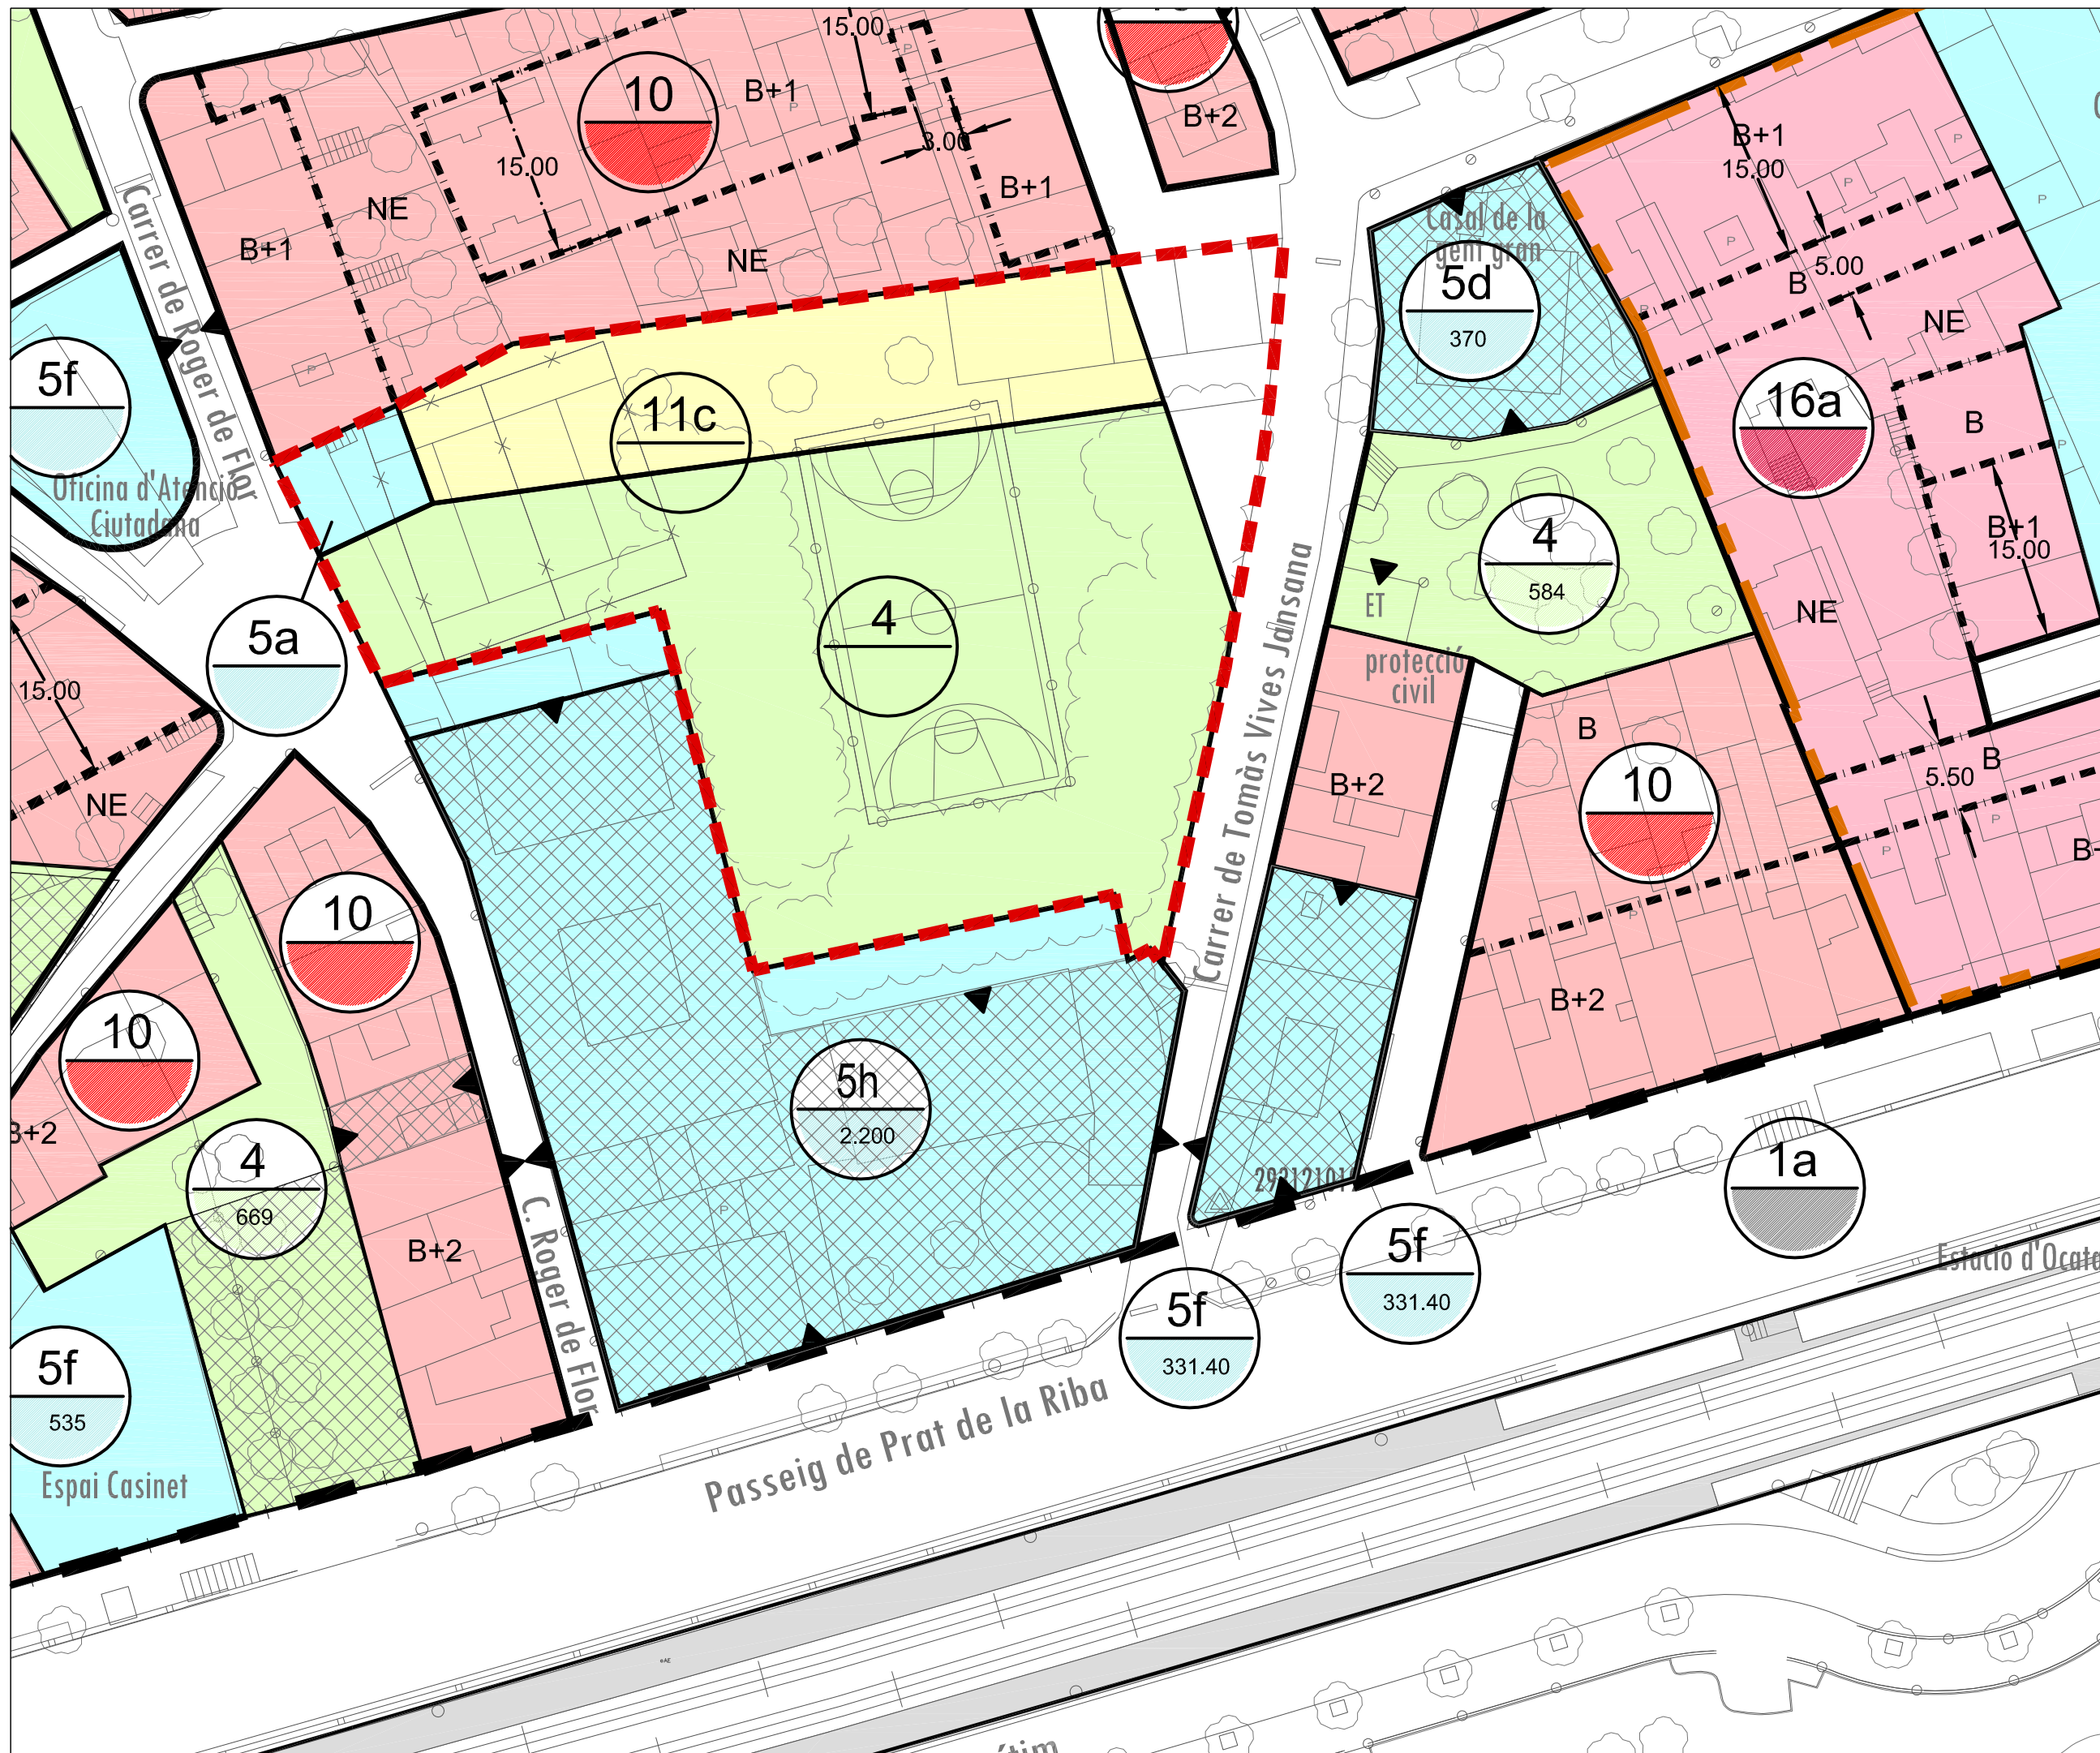 15.00
10
B+1
3.00
B+1
15.00
NE
B+1
NE
B+2
B+1
15.00
Carrer de Roger de Flor
Casal de la
gent gran
5d
370
B
5.00
NE
5f
11c
16a
B
Oficina d'Atenció
Ciutadana
B+1
15.00
4
584
4
ET
NE
5a
protecció
civil
15.00
NE
Carrer de Tomàs Vives Jansana
B
B+2
10
B
5.50
10
B+2
10
B+2
5h
2.200
4
669
B+2
1a
5f
331.40
5f
331.40
Estació d'Ocata
C. Roger de Flor
5f
535
Espai Casinet
Passeig de Prat de la Riba